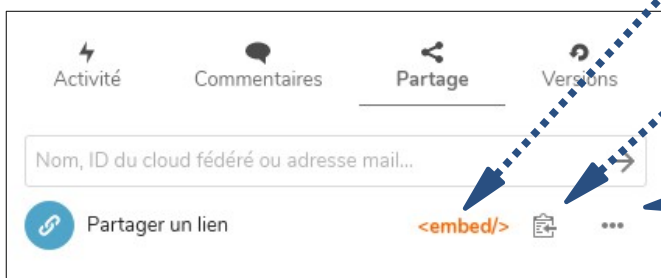 Activité Commentaires Partage Versions
Nom, ID du cloud fédéré ou adresse mail...
Partager un lien <embed/>